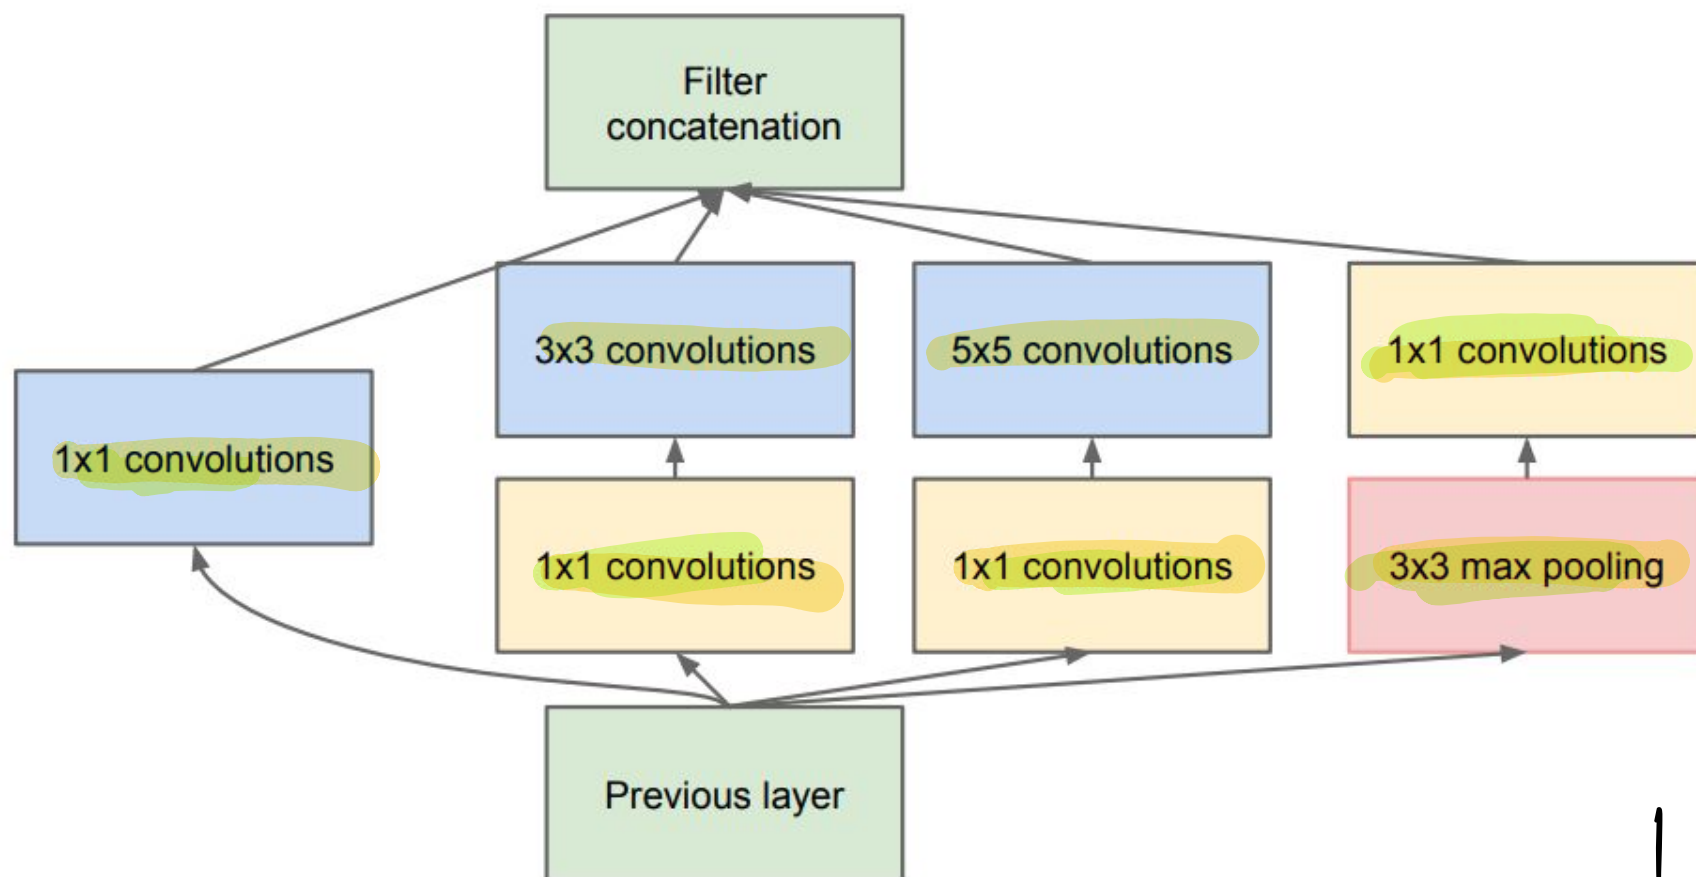 Filter
concatenation
3x3 convolutions
5x5 convolutions
1x1 convolutions
1x1 convolutions
1x1 convolutions
1x1 convolutions
3x3 max pooling
Previous layer